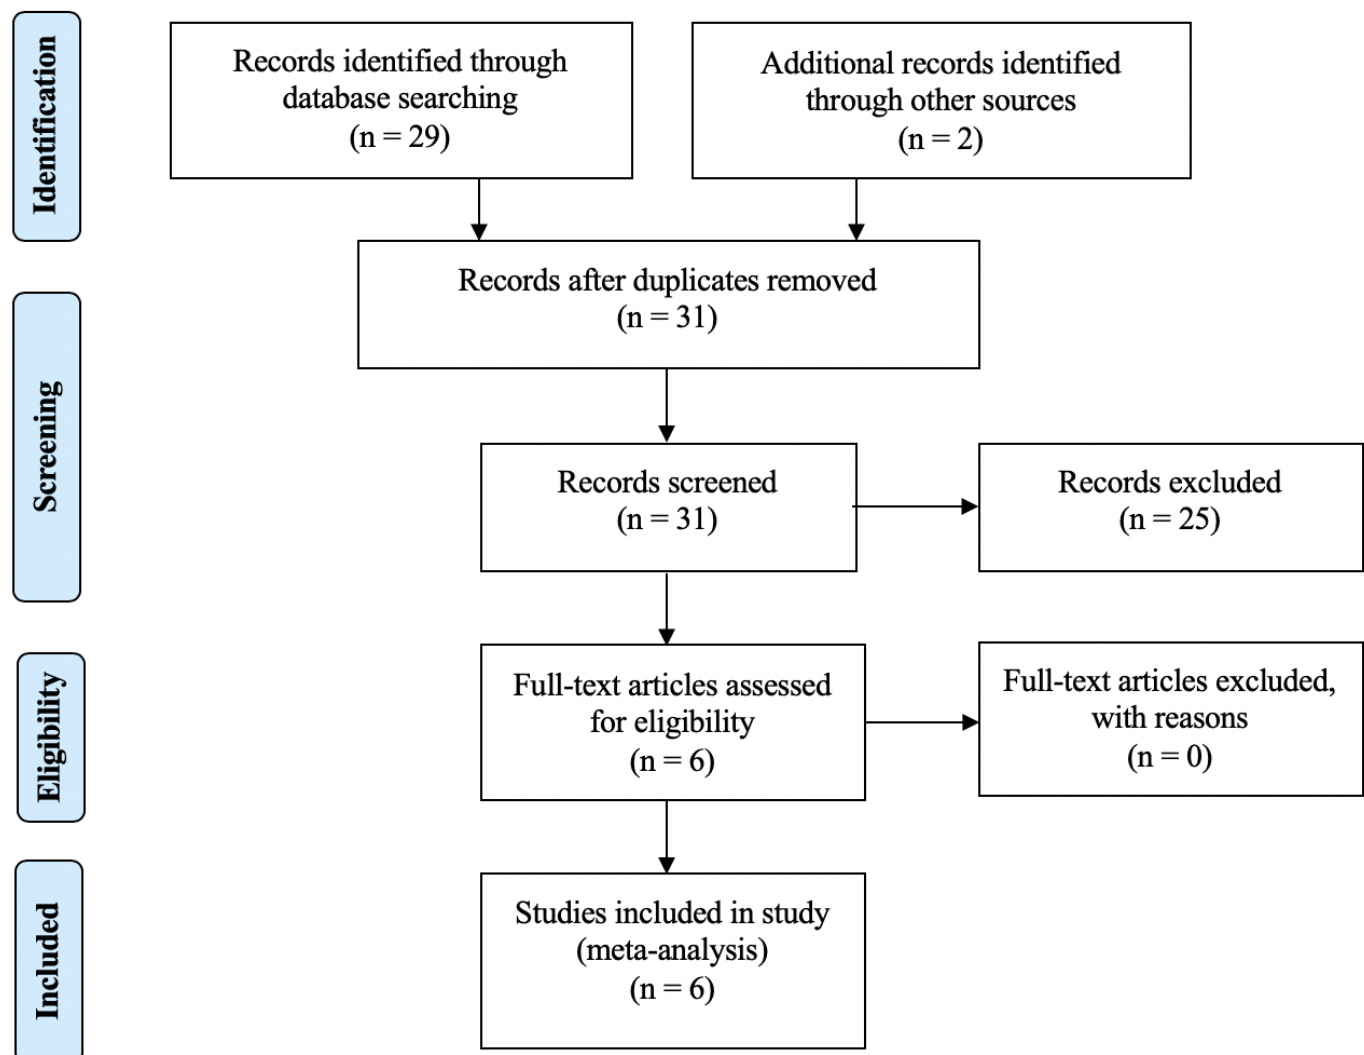 Identification
Records identified through
database searching
(n = 29)
Additional records identified
through other sources
(n = 2)
Records after duplicates removed
(n = 31)
Screening
Records screened
(n = 31)
Records excluded
(n = 25)
Eligibility
Full-text articles assessed
for eligibility
(n = 6)
Full-text articles excluded,
with reasons
(n = 0)
Included
Studies included in study
(meta-analysis)
(n = 6)